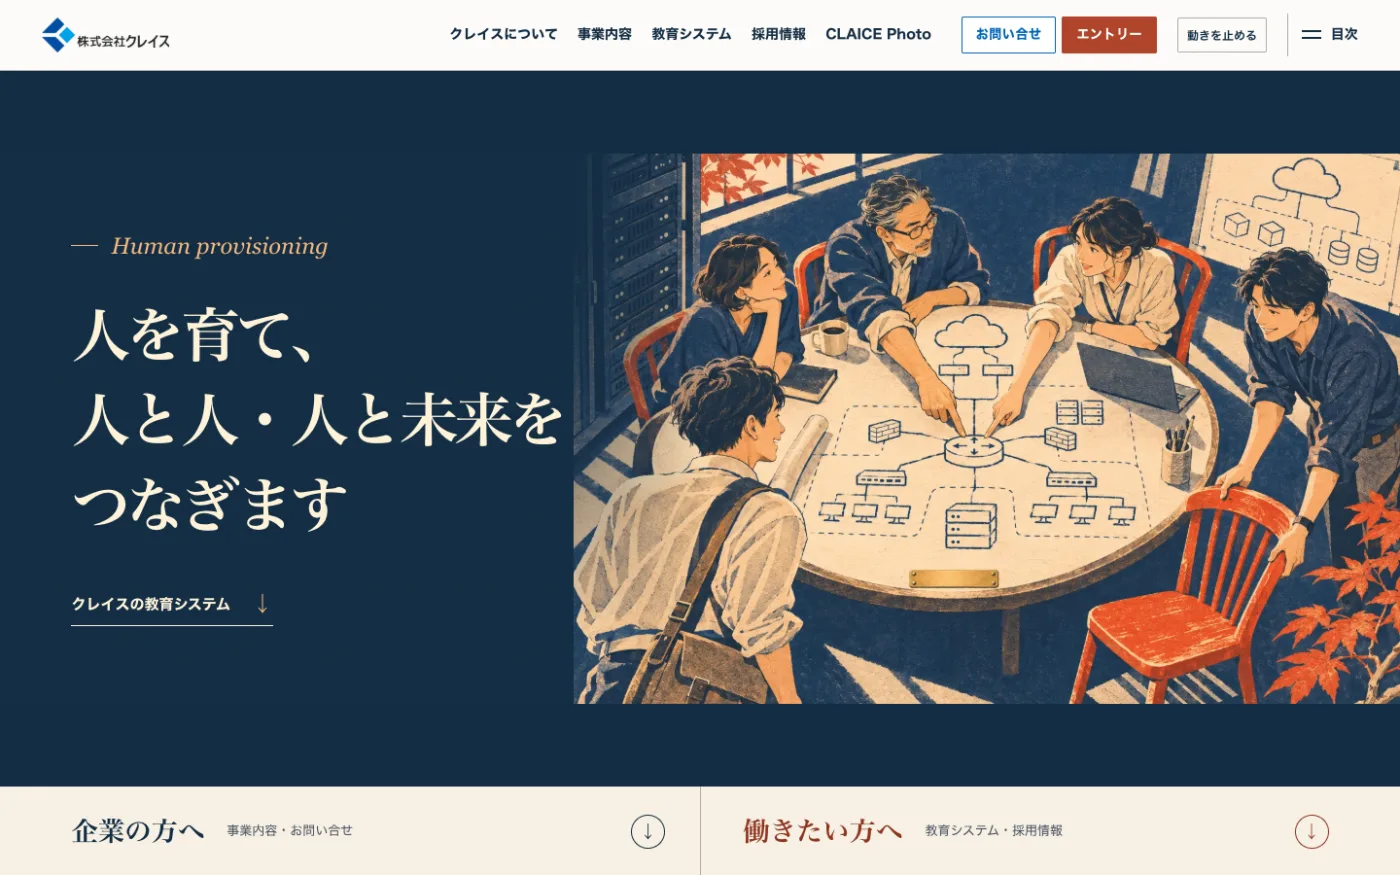 株式会社クレイス
クレイスについて 事業内容 教育システム 採用情報 CLAICE Photo お問い合せ エントリー 動きを止める 目次
Human provisioning
人を育て、
人と人・人と未来を
つなぎます
クレイスの教育システム ↓
企業の方へ 事業内容・お問い合せ ↓
働きたい方へ 教育システム・採用情報 ↓